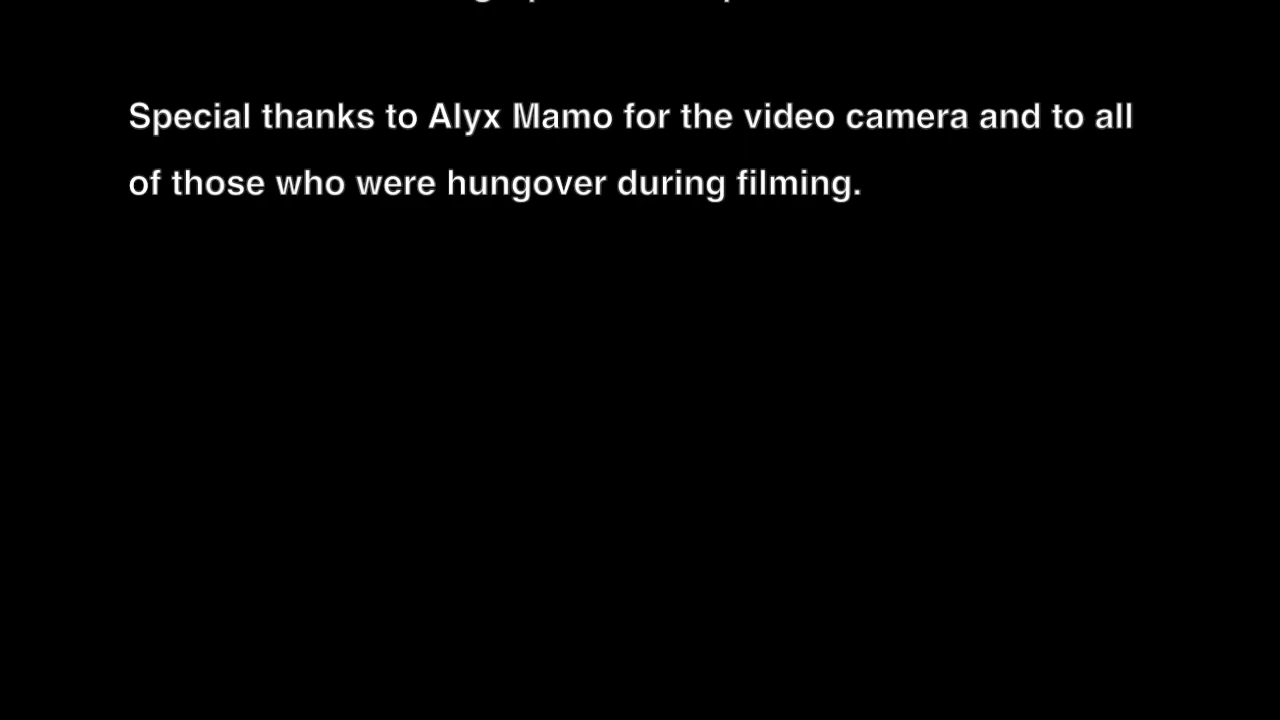 Special thanks to Alyx Mamo for the video camera and to all
of those who were hungover during filming.